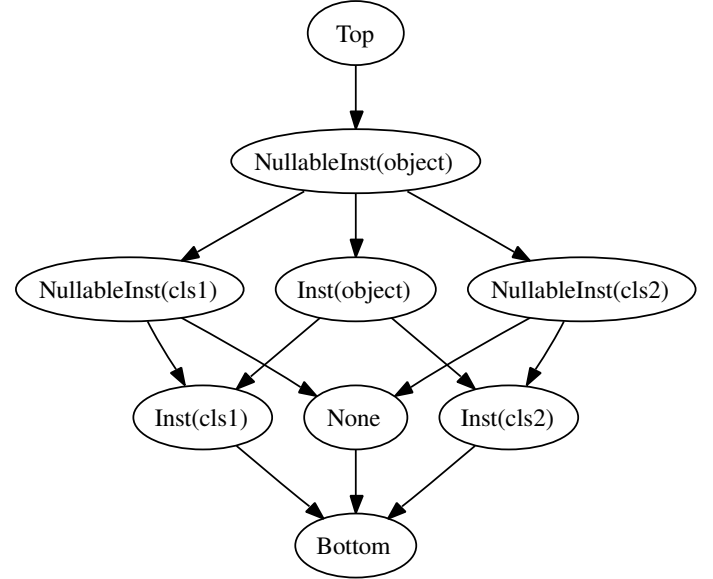 Top
NullableInst(object)
NullableInst(cls1)
Inst(object)
NullableInst(cls2)
Inst(cls1)
None
Inst(cls2)
Bottom